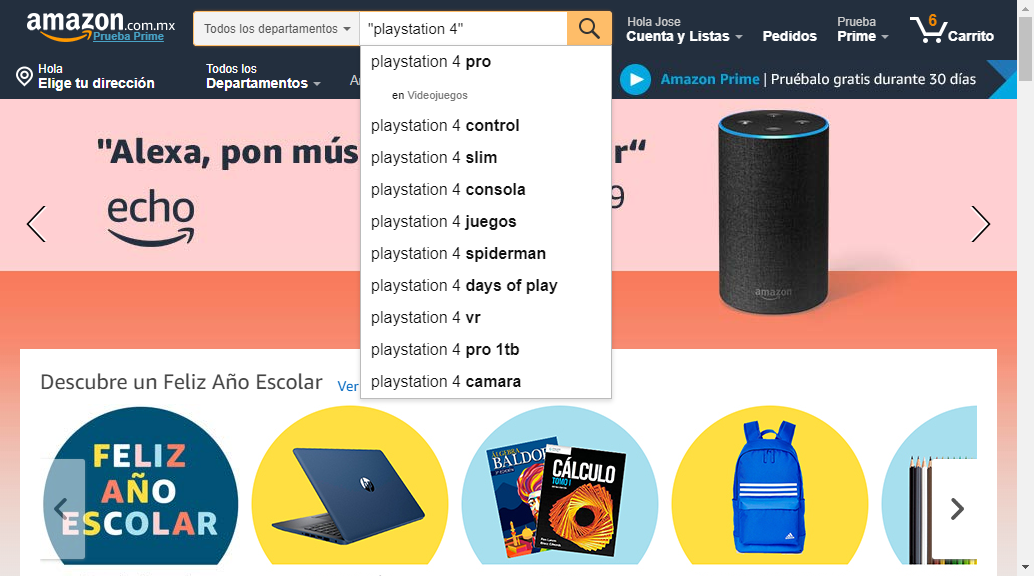 amazon.com.mx
Prueba Prime
Todos los departamentos
"playstation 4"
Hola Jose
Cuenta y Listas
Pedidos
Prueba
Prime
6
Carrito
Hola
Elige tu dirección
Todos los
Departamentos
Amazon Prime | Pruébalo gratis durante 30 días
playstation 4 pro
en Videojuegos
playstation 4 control
playstation 4 slim
playstation 4 consola
playstation 4 juegos
playstation 4 spiderman
playstation 4 days of play
playstation 4 vr
playstation 4 pro 1tb
playstation 4 camara
"Alexa, pon mús
r“
echo
9
amazon
Descubre un Feliz Año Escolar
Ver
FELIZ
AÑO
ESCOLAR
hp
ÁLGEBRA
BALDOR
CÁLCULO
TOMO I
adidas